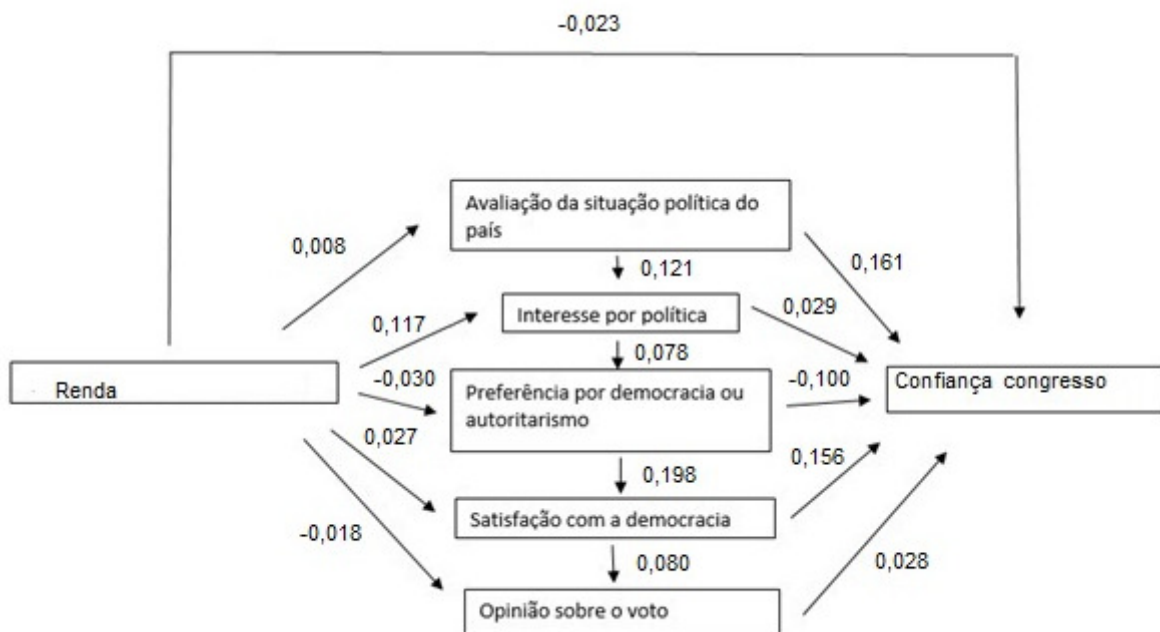 -0,023
Avaliação da situação política do
país
0,008
0,161
0,121
Interesse por política
0,117
0,029
0,078
Renda
-0,030
Preferência por democracia ou
autoritarismo
-0,100
Confiança congresso
0,027
0,198
0,156
Satisfação com a democracia
-0,018
0,080
0,028
Opinião sobre o voto